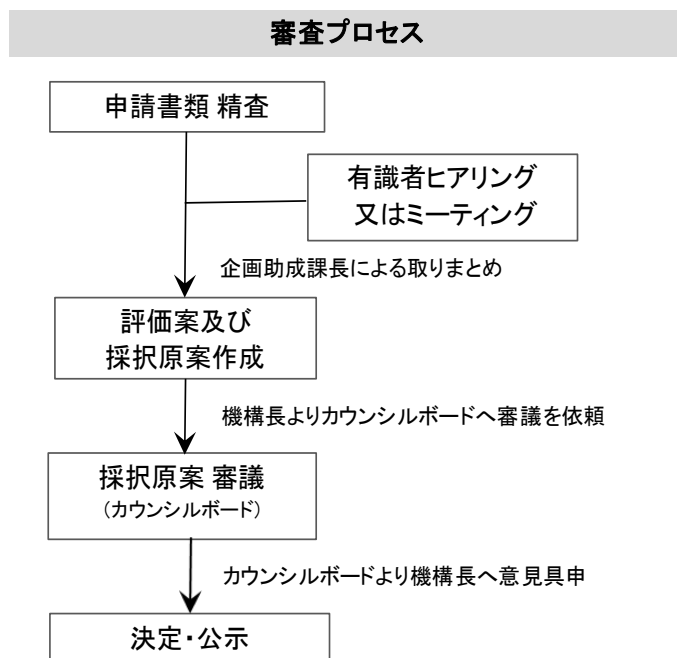 審査プロセス
申請書類 精査
有識者ヒアリング
又はミーティング
企画助成課長による取りまとめ
評価案及び
採択原案作成
機構長よりカウンシルボードへ審議を依頼
採択原案 審議
（カウンシルボード）
カウンシルボードより機構長へ意見具申
決定・公示